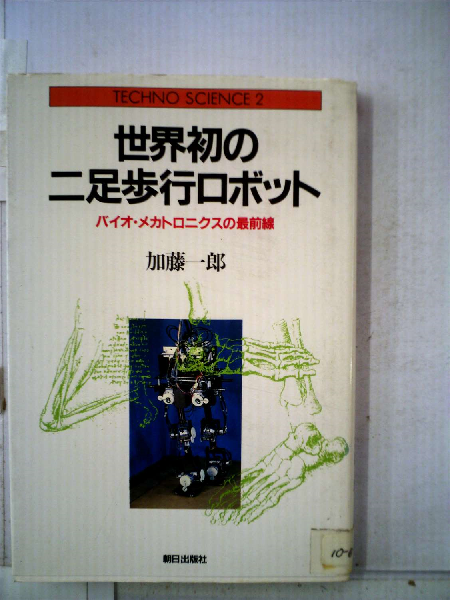 TECHNO SCIENCE 2
世界初の
二足歩行ロボット
バイオ・メカトロニクスの最前線
加藤一郎
朝日出版社